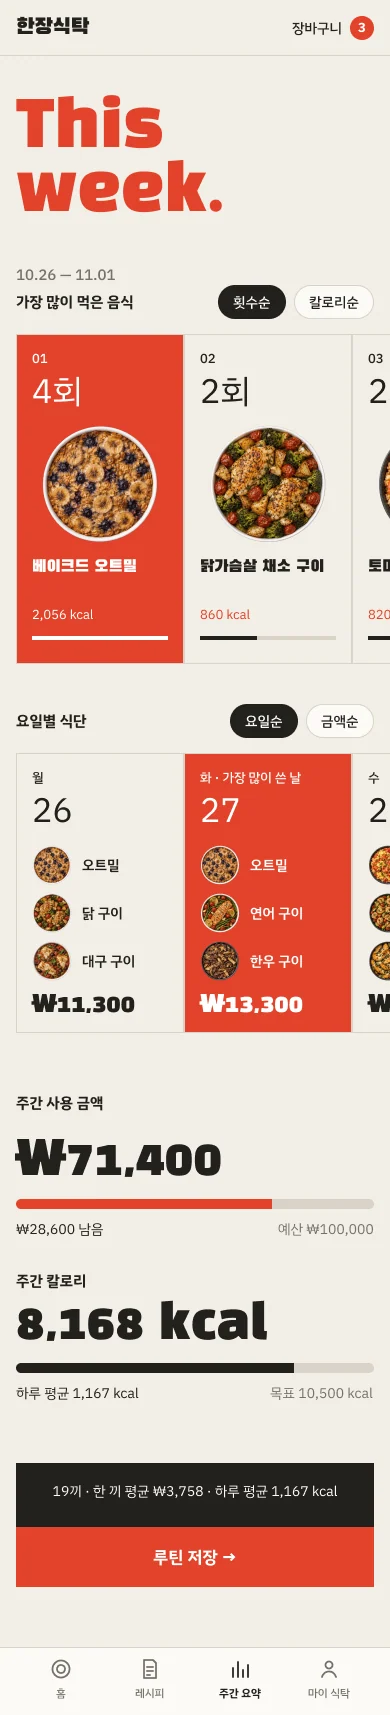 한장식탁
장바구니 3
This
week.
10.26 — 11.01
가장 많이 먹은 음식
횟수순
칼로리순
01
4회
베이크드 오트밀
2,056 kcal
02
2회
닭가슴살 채소 구이
860 kcal
03
2
토마
820
요일별 식단
요일순
금액순
월
26
오트밀
닭 구이
대구 구이
₩11,300
화 · 가장 많이 쓴 날
27
오트밀
연어 구이
한우 구이
₩13,300
수
2
₩
주간 사용 금액
₩71,400
₩28,600 남음
예산 ₩100,000
주간 칼로리
8,168 kcal
하루 평균 1,167 kcal
목표 10,500 kcal
19끼 · 한 끼 평균 ₩3,758 · 하루 평균 1,167 kcal
루틴 저장 →
홈
레시피
주간 요약
마이 식탁